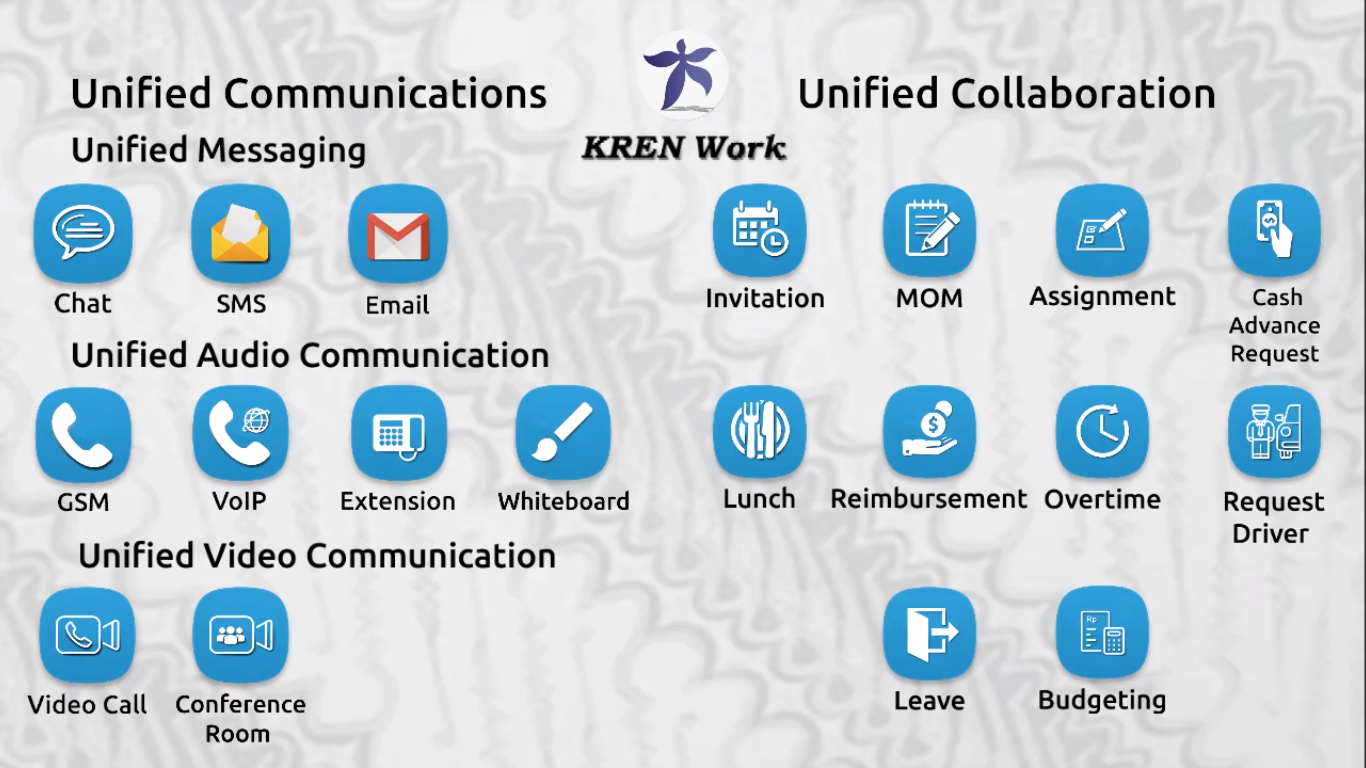 Unified Communications
KREN Work
Unified Collaboration
Unified Messaging
Chat
SMS
Email
Unified Audio Communication
GSM
VoIP
Extension
Whiteboard
Unified Video Communication
Video Call
Conference
Room
Invitation
MOM
Assignment
Cash
Advance
Request
Lunch
Reimbursement
Overtime
Request
Driver
Leave
Rp
Budgeting